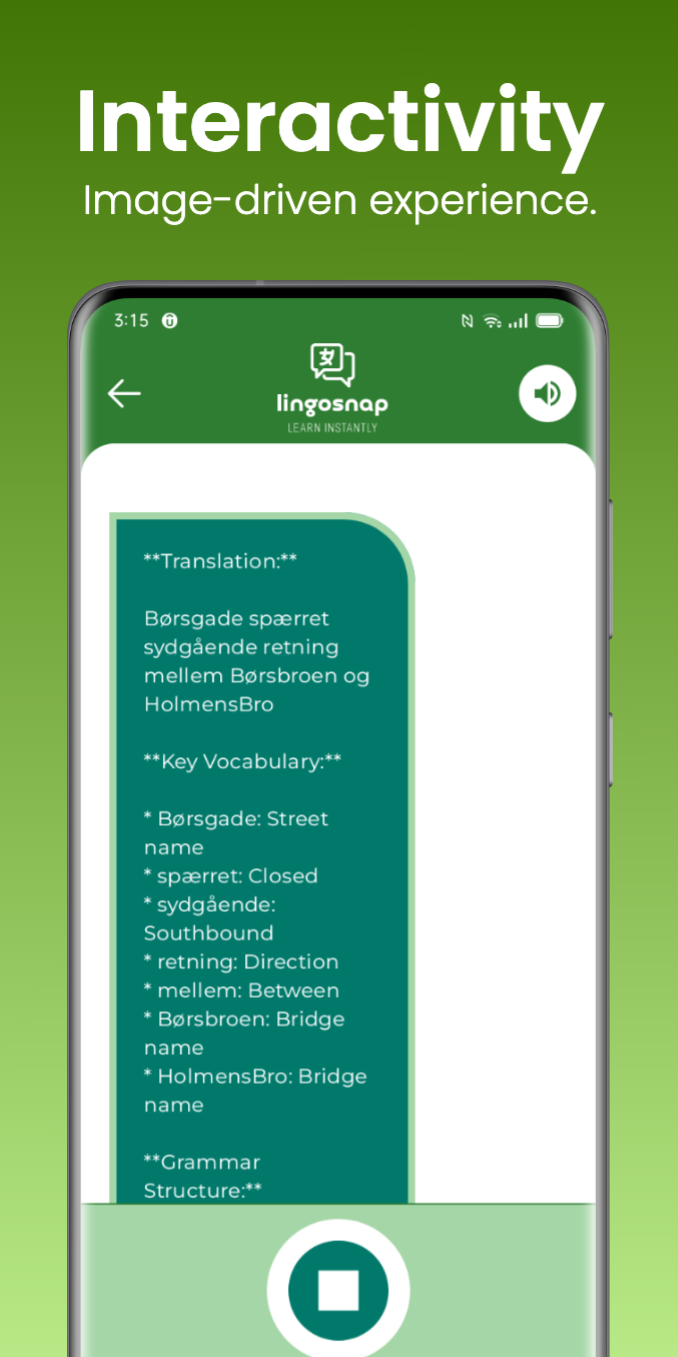 Interactivity
Image-driven experience.
3:15
文
lingosnap
LEARN INSTANTLY
**Translation:**
Børsgade spærret
sydgående retning
mellem Børsbroen og
HolmensBro
**Key Vocabulary:**
* Børsgade: Street
name
* spærret: Closed
* sydgående:
Southbound
* retning: Direction
* mellem: Between
* Børsbroen: Bridge
name
* HolmensBro: Bridge
name
**Grammar
Structure:**